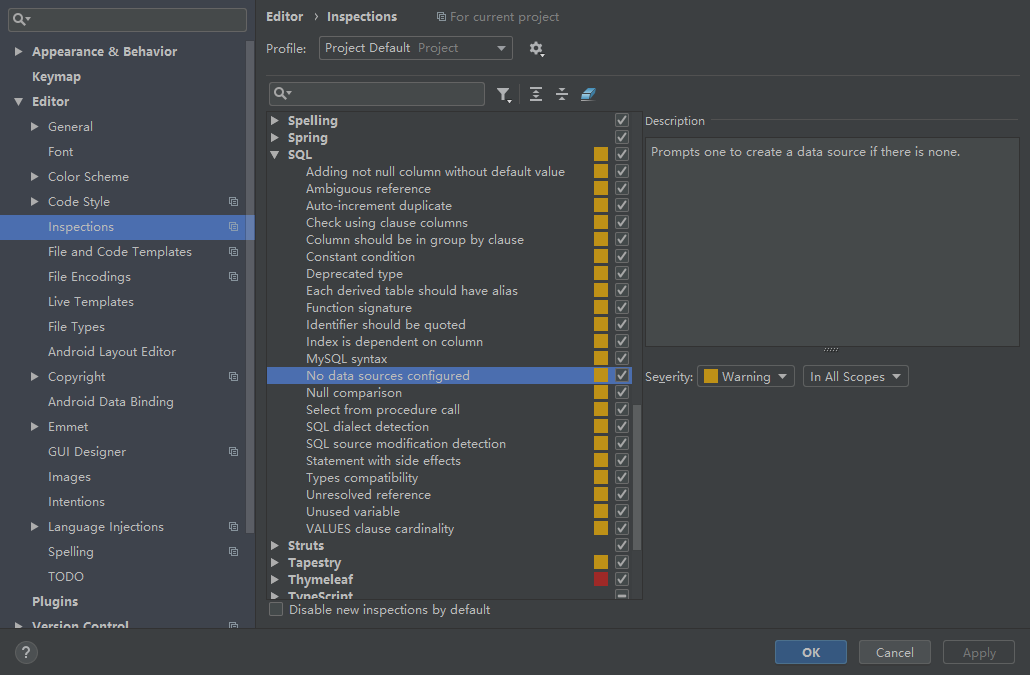 Appearance & Behavior
Keymap
Editor
General
Font
Color Scheme
Code Style
Inspections
File and Code Templates
File Encodings
Live Templates
File Types
Android Layout Editor
Copyright
Android Data Binding
Emmet
GUI Designer
Images
Intentions
Language Injections
Spelling
TODO
Plugins
Version Control
Editor › Inspections For current project
Profile: Project Default Project
Spelling
Spring
SQL
Adding not null column without default value
Ambiguous reference
Auto-increment duplicate
Check using clause columns
Column should be in group by clause
Constant condition
Deprecated type
Each derived table should have alias
Function signature
Identifier should be quoted
Index is dependent on column
MySQL syntax
No data sources configured
Null comparison
Select from procedure call
SQL dialect detection
SQL source modification detection
Statement with side effects
Types compatibility
Unresolved reference
Unused variable
VALUES clause cardinality
Struts
Tapestry
Thymeleaf
TypeScript
Disable new inspections by default
Description
Prompts one to create a data source if there is none.
Severity: Warning In All Scopes
? OK Cancel Apply